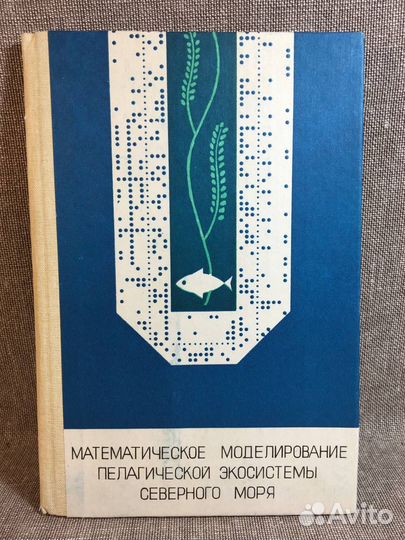 МАТЕМАТИЧЕСКОЕ МОДЕЛИРОВАНИЕ
ПЕЛАГИЧЕСКОЙ ЭКОСИСТЕМЫ
СЕВЕРНОГО МОРЯ
Avito